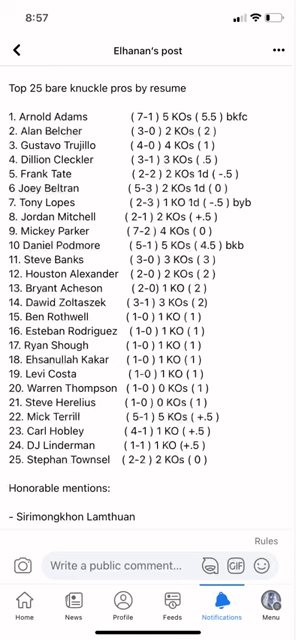 8:57
Elhanan's post
Top 25 bare knuckle pros by resume
1. Arnold Adams ( 7-1 ) 5 KOs ( 5.5 ) bkfc
2. Alan Belcher ( 3-0 ) 2 KOs ( 2 )
3. Gustavo Trujillo ( 4-0 ) 4 KOs ( 1 )
4. Dillion Cleckler ( 3-1 ) 3 KOs ( .5 )
5. Frank Tate ( 2-2 ) 2 KOs 1d ( -.5 )
6 Joey Beltran ( 5-3 ) 2 KOs 1d ( 0 )
7. Tony Lopes ( 2-3 ) 1 KO 1d ( -.5 ) byb
8. Jordan Mitchell ( 2-1 ) 2 KOs ( +.5 )
9. Mickey Parker ( 7-2 ) 4 KOs ( 0 )
10 Daniel Podmore ( 5-1 ) 5 KOs ( 4.5 ) bkb
11. Steve Banks ( 3-0 ) 3 KOs ( 3 )
12. Houston Alexander ( 2-0 ) 2 KOs ( 2 )
13. Bryant Acheson ( 2-0) 1 KO ( 2 )
14. Dawid Zoltaszek ( 3-1 ) 3 KOs ( 2)
15. Ben Rothwell ( 1-0 ) 1 KO ( 1 )
16. Esteban Rodriguez ( 1-0 ) 1 KO ( 1 )
17. Ryan Shough ( 1-0 ) 1 KO ( 1 )
18. Ehsanullah Kakar ( 1-0 ) 1 KO ( 1 )
19. Levi Costa ( 1-0 ) 1 KO ( 1 )
20. Warren Thompson ( 1-0 ) 0 KOs ( 1 )
21. Steve Herelius ( 1-0 ) 0 KOs ( 1 )
22. Mick Terrill ( 5-1 ) 5 KOs ( +.5 )
23. Carl Hobley ( 4-1 ) 1 KO ( +.5 )
24. DJ Linderman ( 1-1 ) 1 KO (+.5 )
25. Stephan Townsel ( 2-2 ) 2 KOs ( 0 )
Honorable mentions:
- Sirimongkhon Lamthuan
Rules
Write a public comment...
GIF
Home News Profile Feeds Notifications Menu